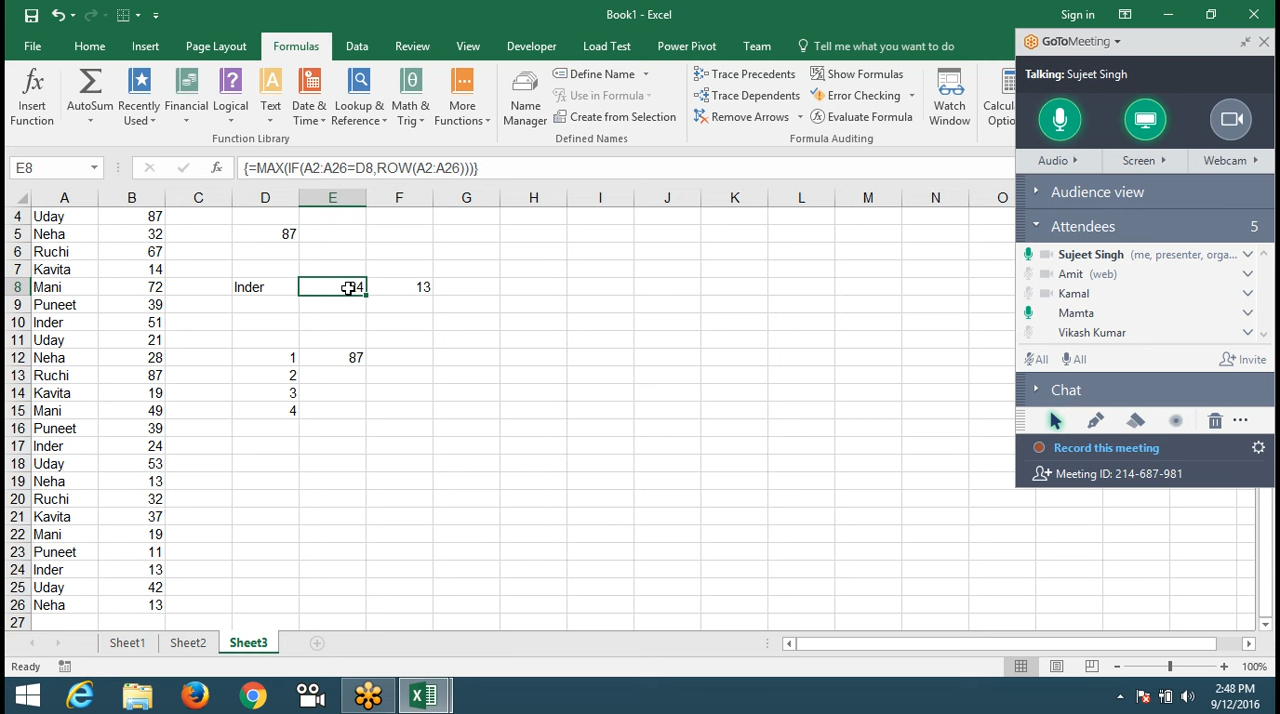 Book1 - Excel
Sign in
File Home Insert Page Layout Formulas Data Review View Developer Load Test Power Pivot Team Tell me what you want to do
Insert Function
AutoSum
Recently Used
Financial
Logical
Text
Date & Time
Lookup & Reference
Math & Trig
More Functions
Function Library
Name Manager
Define Name
Use in Formula
Create from Selection
Defined Names
Trace Precedents
Trace Dependents
Remove Arrows
Show Formulas
Error Checking
Evaluate Formula
Formula Auditing
Watch Window
E8 fx {=MAX(IF(A2:A26=D8,ROW(A2:A26)))}
A B C D E F G H I J K L M N O
4 Uday 87
5 Neha 32 87
6 Ruchi 67
7 Kavita 14
8 Mani 72 Inder 13
9 Puneet 39
10 Inder 51
11 Uday 21
12 Neha 28 1 87
13 Ruchi 87 2
14 Kavita 19 3
15 Mani 49 4
16 Puneet 39
17 Inder 24
18 Uday 53
19 Neha 13
20 Ruchi 32
21 Kavita 37
22 Mani 19
23 Puneet 11
24 Inder 13
25 Uday 42
26 Neha 13
27
Sheet1 Sheet2 Sheet3
Ready
100%
GoToMeeting
Talking: Sujeet Singh
Audio Screen Webcam
Audience view
Attendees 5
Sujeet Singh (me, presenter, orga...
Amit (web)
Kamal
Mamta
Vikash Kumar
All All Invite
Chat
Record this meeting
Meeting ID: 214-687-981
2:48 PM
9/12/2016